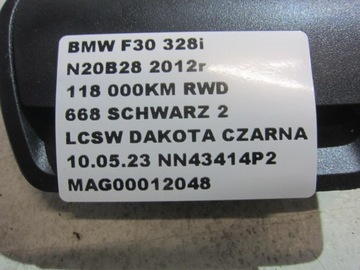 BMW F30 328i
N20B28 2012r
118 000KM RWD
668 SCHWARZ 2
LCSW DAKOTA CZARNA
10.05.23 NN43414P2
MAG00012048